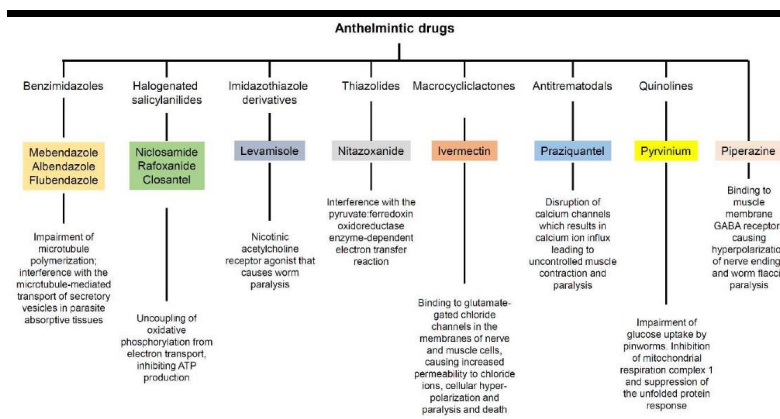 Anthelmintic drugs
Benzimidazoles
Mebendazole
Albendazole
Flubendazole
Impairment of
microtubule
polymerization;
interference with the
microtubule-mediated
transport of secretory
vesicles in parasite
absorptive tissues
Halogenated
salicylanilides
Niclosamide
Rafoxanide
Closantel
Uncoupling of
oxidative
phosphorylation from
electron transport,
inhibiting ATP
production
Imidazothiazole
derivatives
Levamisole
Nicotinic
acetylcholine
receptor agonist that
causes worm
paralysis
Thiazolides
Nitazoxanide
Interference with the
pyruvate:ferredoxin
oxidoreductase
enzyme-dependent
electron transfer
reaction
Macrocycliclactones
Ivermectin
Binding to glutamate-
gated chloride
channels in the
membranes of nerve
and muscle cells,
causing increased
permeability to chloride
ions, cellular hyper-
polarization and
paralysis and death
Antitrematodals
Praziquantel
Disruption of
calcium channels
which results in
calcium ion influx
leading to
uncontrolled muscle
contraction and
paralysis
Quinolines
Pyrvinium
Impairment of
glucose uptake by
pinworms. Inhibition
of mitochondrial
respiration complex 1
and suppression of
the unfolded protein
response
Piperazine
Binding to
muscle
membrane
GABA receptor
causing
hyperpolarization
of nerve ending
and worm flacci
paralysis